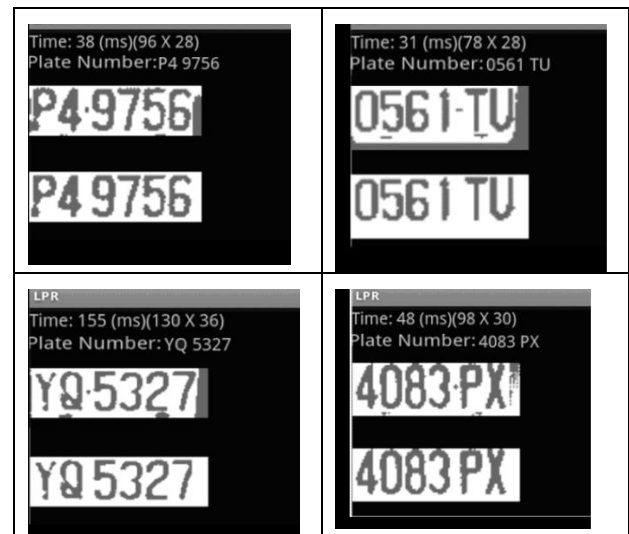 Time: 38 (ms)(96 X 28)
Plate Number:P4 9756
P4·9756
P4 9756
Time: 31 (ms)(78 X 28)
Plate Number:0561 TU
0561-TU
0561 TU
LPR
Time: 155 (ms)(130 X 36)
Plate Number:YQ 5327
YQ·5327
YQ 5327
LPR
Time: 48 (ms)(98 X 30)
Plate Number:4083 PX
4083·PX
4083 PX